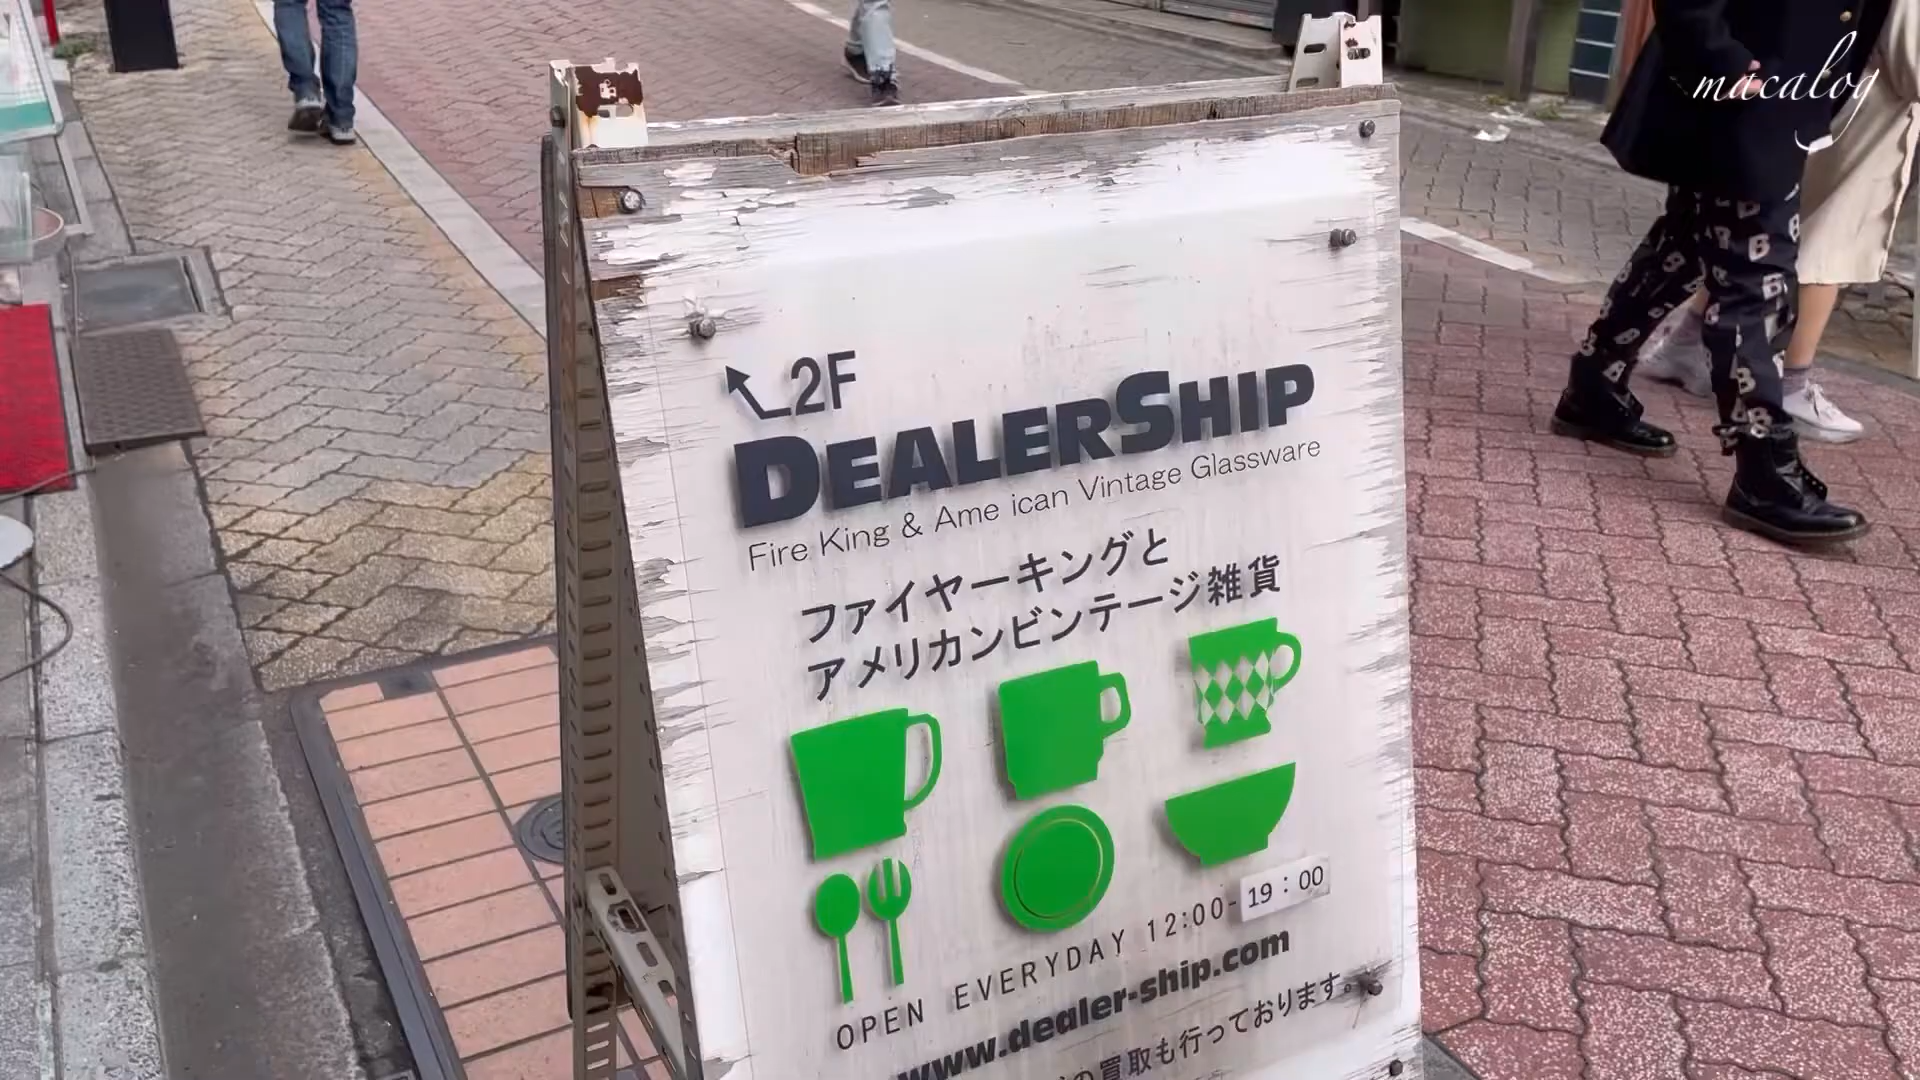 macalog
2F
DEALERSHIP
Fire King & Ame ican Vintage Glassware
ファイヤーキングと
アメリカンビンテージ雑貨
OPEN EVERYDAY 12:00-19:00
www.dealer-ship.com
の買取も行っております。